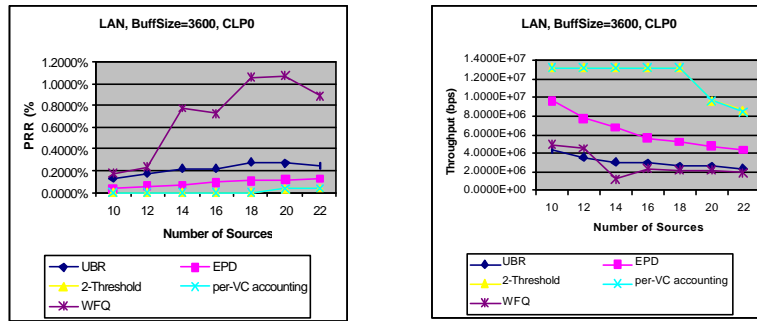 LAN, BuffSize=3600, CLP0
1.2000%
1.0000%
0.8000%
0.6000%
0.4000%
0.2000%
0.0000%
PRR (%
10 12 14 16 18 20 22
Number of Sources
UBR EPD
2-Threshold per-VC accounting
WFQ
LAN, BuffSize=3600, CLP0
1.4000E+07
1.2000E+07
1.0000E+07
8.0000E+06
6.0000E+06
4.0000E+06
2.0000E+06
0.0000E+00
Throughput (bps)
10 12 14 16 18 20 22
Number of Sources
UBR EPD
2-Threshold per-VC accounting
WFQ